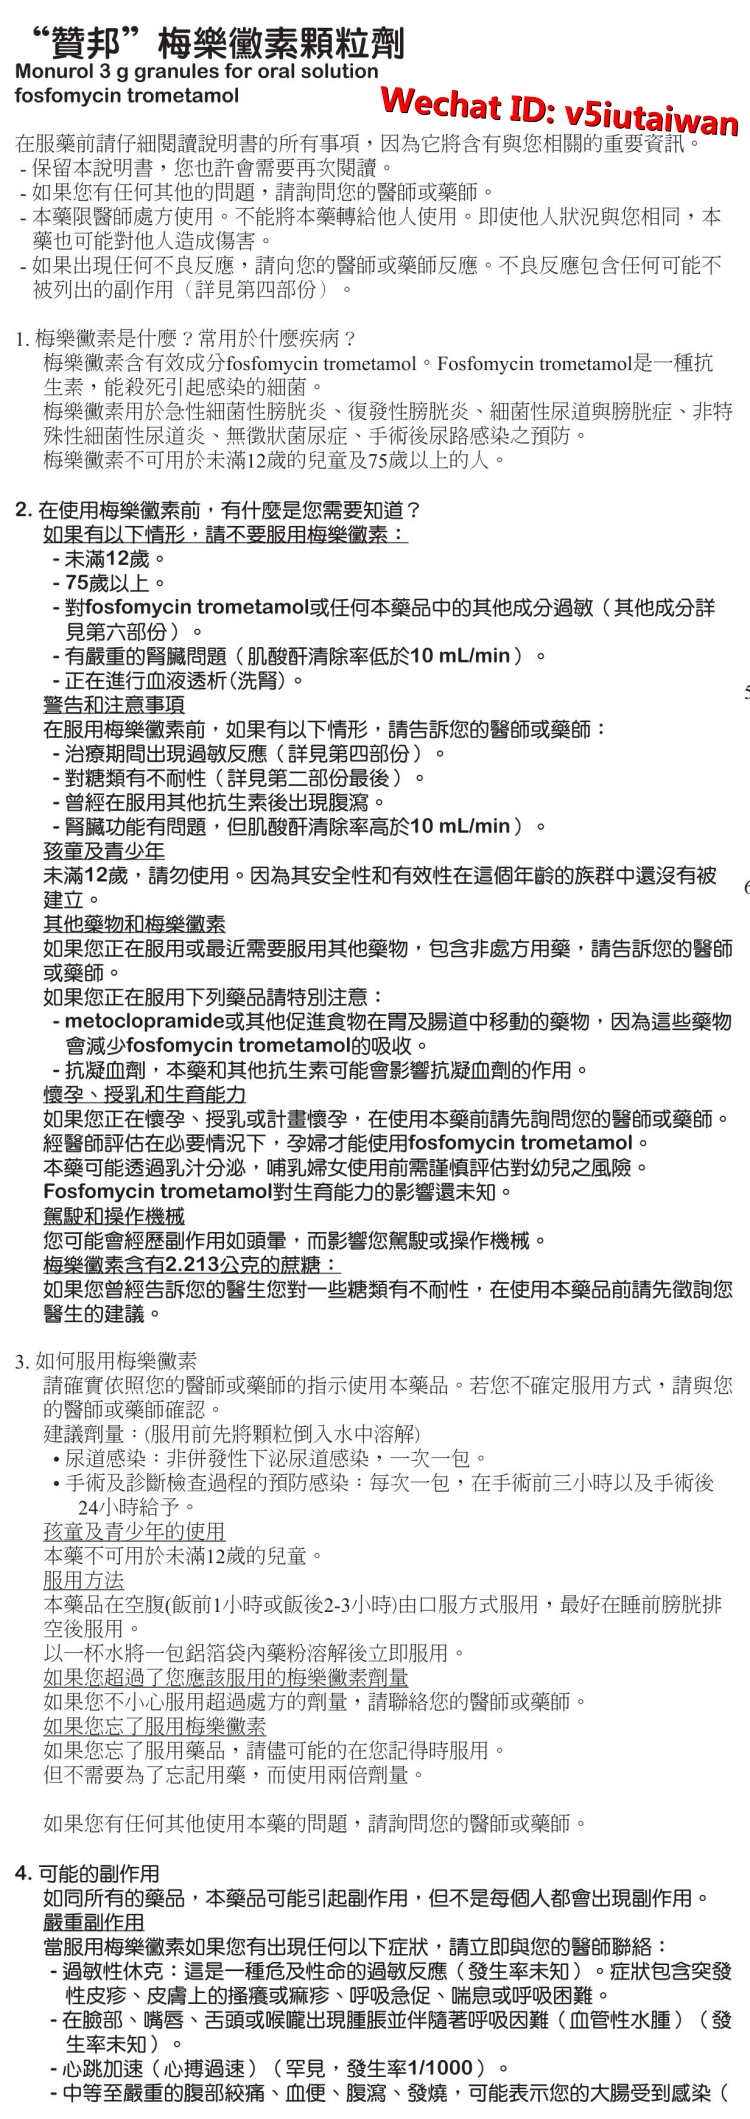 “贊邦”梅樂黴素顆粒劑
Monurol 3 g granules for oral solution
fosfomycin trometamol
Wechat ID: v5iutaiwan
在服藥前請仔細閱讀說明書的所有事項，因為它將含有與您相關的重要資訊。
- 保留本說明書，您也許會需要再次閱讀。
- 如果您有任何其他的問題，請詢問您的醫師或藥師。
- 本藥限醫師處方使用。不能將本藥轉給他人使用。即使他人狀況與您相同，本
藥也可能對他人造成傷害。
- 如果出現任何不良反應，請向您的醫師或藥師反應。不良反應包含任何可能不
被列出的副作用（詳見第四部份）。
1. 梅樂黴素是什麼？常用於什麼疾病？
梅樂黴素含有效成分fosfomycin trometamol。Fosfomycin trometamol是一種抗
生素，能殺死引起感染的細菌。
梅樂黴素用於急性細菌性膀胱炎、復發性膀胱炎、細菌性尿道與膀胱症、非特
殊性細菌性尿道炎、無徵狀菌尿症、手術後尿路感染之預防。
梅樂黴素不可用於未滿12歲的兒童及75歲以上的人。
2. 在使用梅樂黴素前，有什麼是您需要知道？
如果有以下情形，請不要服用梅樂黴素：
- 未滿12歲。
- 75歲以上。
- 對fosfomycin trometamol或任何本藥品中的其他成分過敏（其他成分詳
見第六部份）。
- 有嚴重的腎臟問題（肌酸酐清除率低於10 mL/min）。
- 正在進行血液透析(洗腎)。
警告和注意事項
在服用梅樂黴素前，如果有以下情形，請告訴您的醫師或藥師：
- 治療期間出現過敏反應（詳見第四部份）。
- 對糖類有不耐性（詳見第二部份最後）。
- 曾經在服用其他抗生素後出現腹瀉。
- 腎臟功能有問題，但肌酸酐清除率高於10 mL/min）。
孩童及青少年
未滿12歲，請勿使用。因為其安全性和有效性在這個年齡的族群中還沒有被
建立。
其他藥物和梅樂黴素
如果您正在服用或最近需要服用其他藥物，包含非處方用藥，請告訴您的醫師
或藥師。
如果您正在服用下列藥品請特別注意：
- metoclopramide或其他促進食物在胃及腸道中移動的藥物，因為這些藥物
會減少fosfomycin trometamol的吸收。
- 抗凝血劑，本藥和其他抗生素可能會影響抗凝血劑的作用。
懷孕、授乳和生育能力
如果您正在懷孕、授乳或計畫懷孕，在使用本藥前請先詢問您的醫師或藥師。
經醫師評估在必要情況下，孕婦才能使用fosfomycin trometamol。
本藥可能透過乳汁分泌，哺乳婦女使用前需謹慎評估對幼兒之風險。
Fosfomycin trometamol對生育能力的影響還未知。
駕駛和操作機械
您可能會經歷副作用如頭暈，而影響您駕駛或操作機械。
梅樂黴素含有2.213公克的蔗糖：
如果您曾經告訴您的醫生您對一些糖類有不耐性，在使用本藥品前請先徵詢您
醫生的建議。
3. 如何服用梅樂黴素
請確實依照您的醫師或藥師的指示使用本藥品。若您不確定服用方式，請與您
的醫師或藥師確認。
建議劑量：(服用前先將顆粒倒入水中溶解)
• 尿道感染：非併發性下泌尿道感染，一次一包。
• 手術及診斷檢查過程的預防感染：每次一包，在手術前三小時以及手術後
24小時給予。
孩童及青少年的使用
本藥不可用於未滿12歲的兒童。
服用方法
本藥品在空腹(飯前1小時或飯後2-3小時)由口服方式服用，最好在睡前膀胱排
空後服用。
以一杯水將一包鋁箔袋內藥粉溶解後立即服用。
如果您超過了您應該服用的梅樂黴素劑量
如果您不小心服用超過處方的劑量，請聯絡您的醫師或藥師。
如果您忘了服用梅樂黴素
如果您忘了服用藥品，請儘可能的在您記得時服用。
但不需要為了忘記用藥，而使用兩倍劑量。
如果您有任何其他使用本藥的問題，請詢問您的醫師或藥師。
4. 可能的副作用
如同所有的藥品，本藥品可能引起副作用，但不是每個人都會出現副作用。
嚴重副作用
當服用梅樂黴素如果您有出現任何以下症狀，請立即與您的醫師聯絡：
- 過敏性休克：這是一種危及性命的過敏反應（發生率未知）。症狀包含突發
性皮疹、皮膚上的搔癢或蕁疹、呼吸急促、喘息或呼吸困難。
- 在臉部、嘴唇、舌頭或喉嚨出現腫脹並伴隨著呼吸因難（血管性水腫）（發
生率未知）。
- 心跳加速（心搏過速）（罕見，發生率1/1000）。
- 中等至嚴重的腹部絞痛、血便、腹瀉、發燒，可能表示您的大腸受到感染（